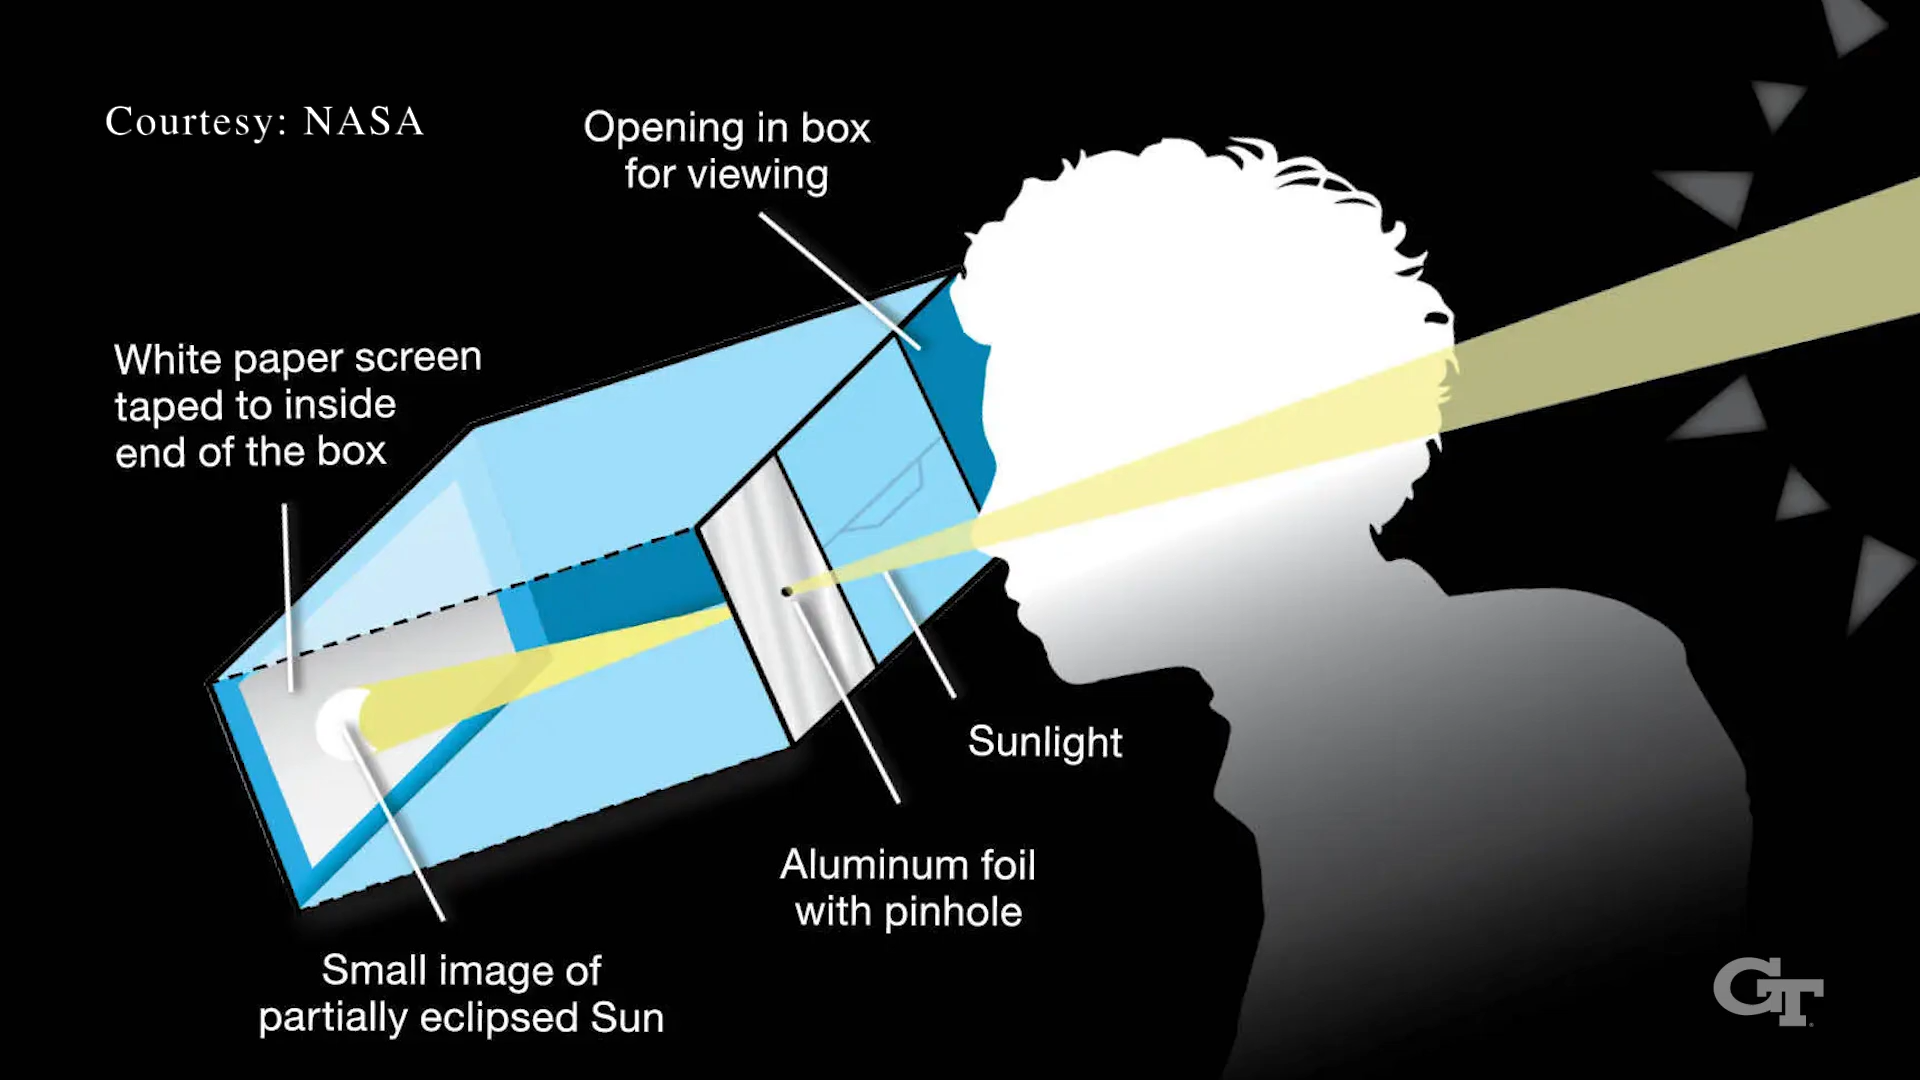 Courtesy: NASA
Opening in box
for viewing
White paper screen
taped to inside
end of the box
Sunlight
Aluminum foil
with pinhole
Small image of
partially eclipsed Sun
GT